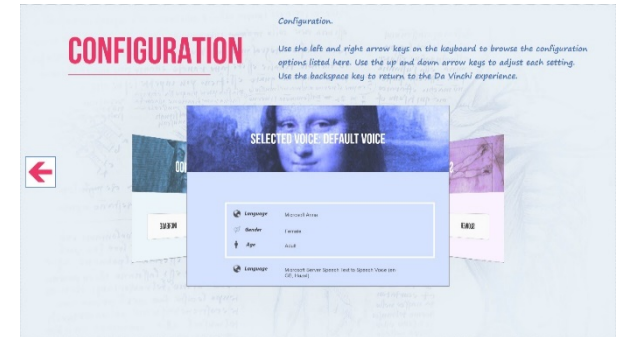 Configuration.
CONFIGURATION
Use the left and right arrow keys on the keyboard to browse the configuration
options listed here. Use the up and down arrow keys to adjust each setting.
Use the backspace key to return to the Da Vinchi experience.
SELECTED VOICE: DEFAULT VOICE
Language Microsoft Anna
Gender Female
Age Adult
Language Microsoft Server Speech Text to Speech Voice (en-